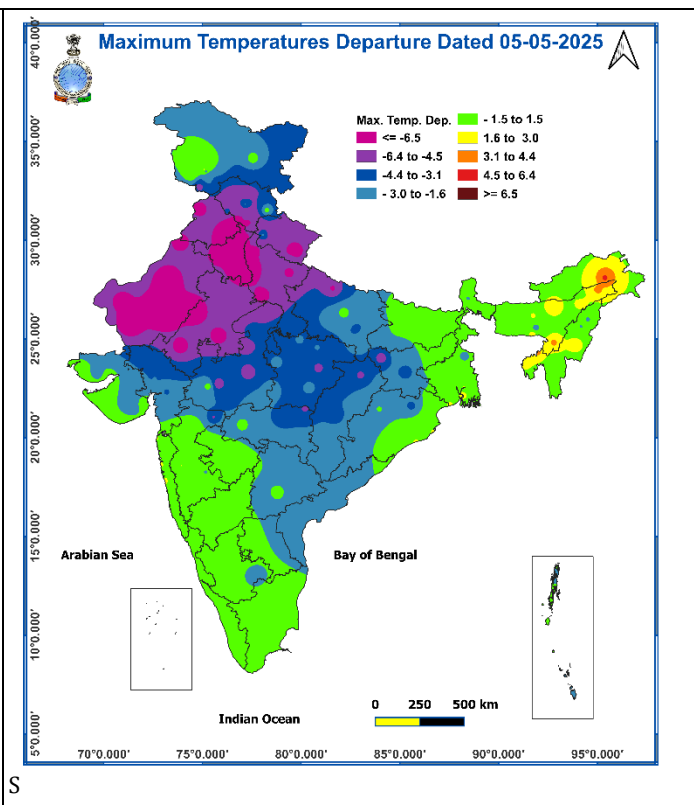 Maximum Temperatures Departure Dated 05-05-2025
Max. Temp. Dep.
<= -6.5
-6.4 to -4.5
-4.4 to -3.1
- 3.0 to -1.6
- 1.5 to 1.5
1.6 to 3.0
3.1 to 4.4
4.5 to 6.4
>= 6.5
40°0.000'
35°0.000'
30°0.000'
25°0.000'
20°0.000'
15°0.000'
10°0.000'
5°0.000'
Arabian Sea
Bay of Bengal
Indian Ocean
0 250 500 km
70°0.000' 75°0.000' 80°0.000' 85°0.000' 90°0.000' 95°0.000'
S